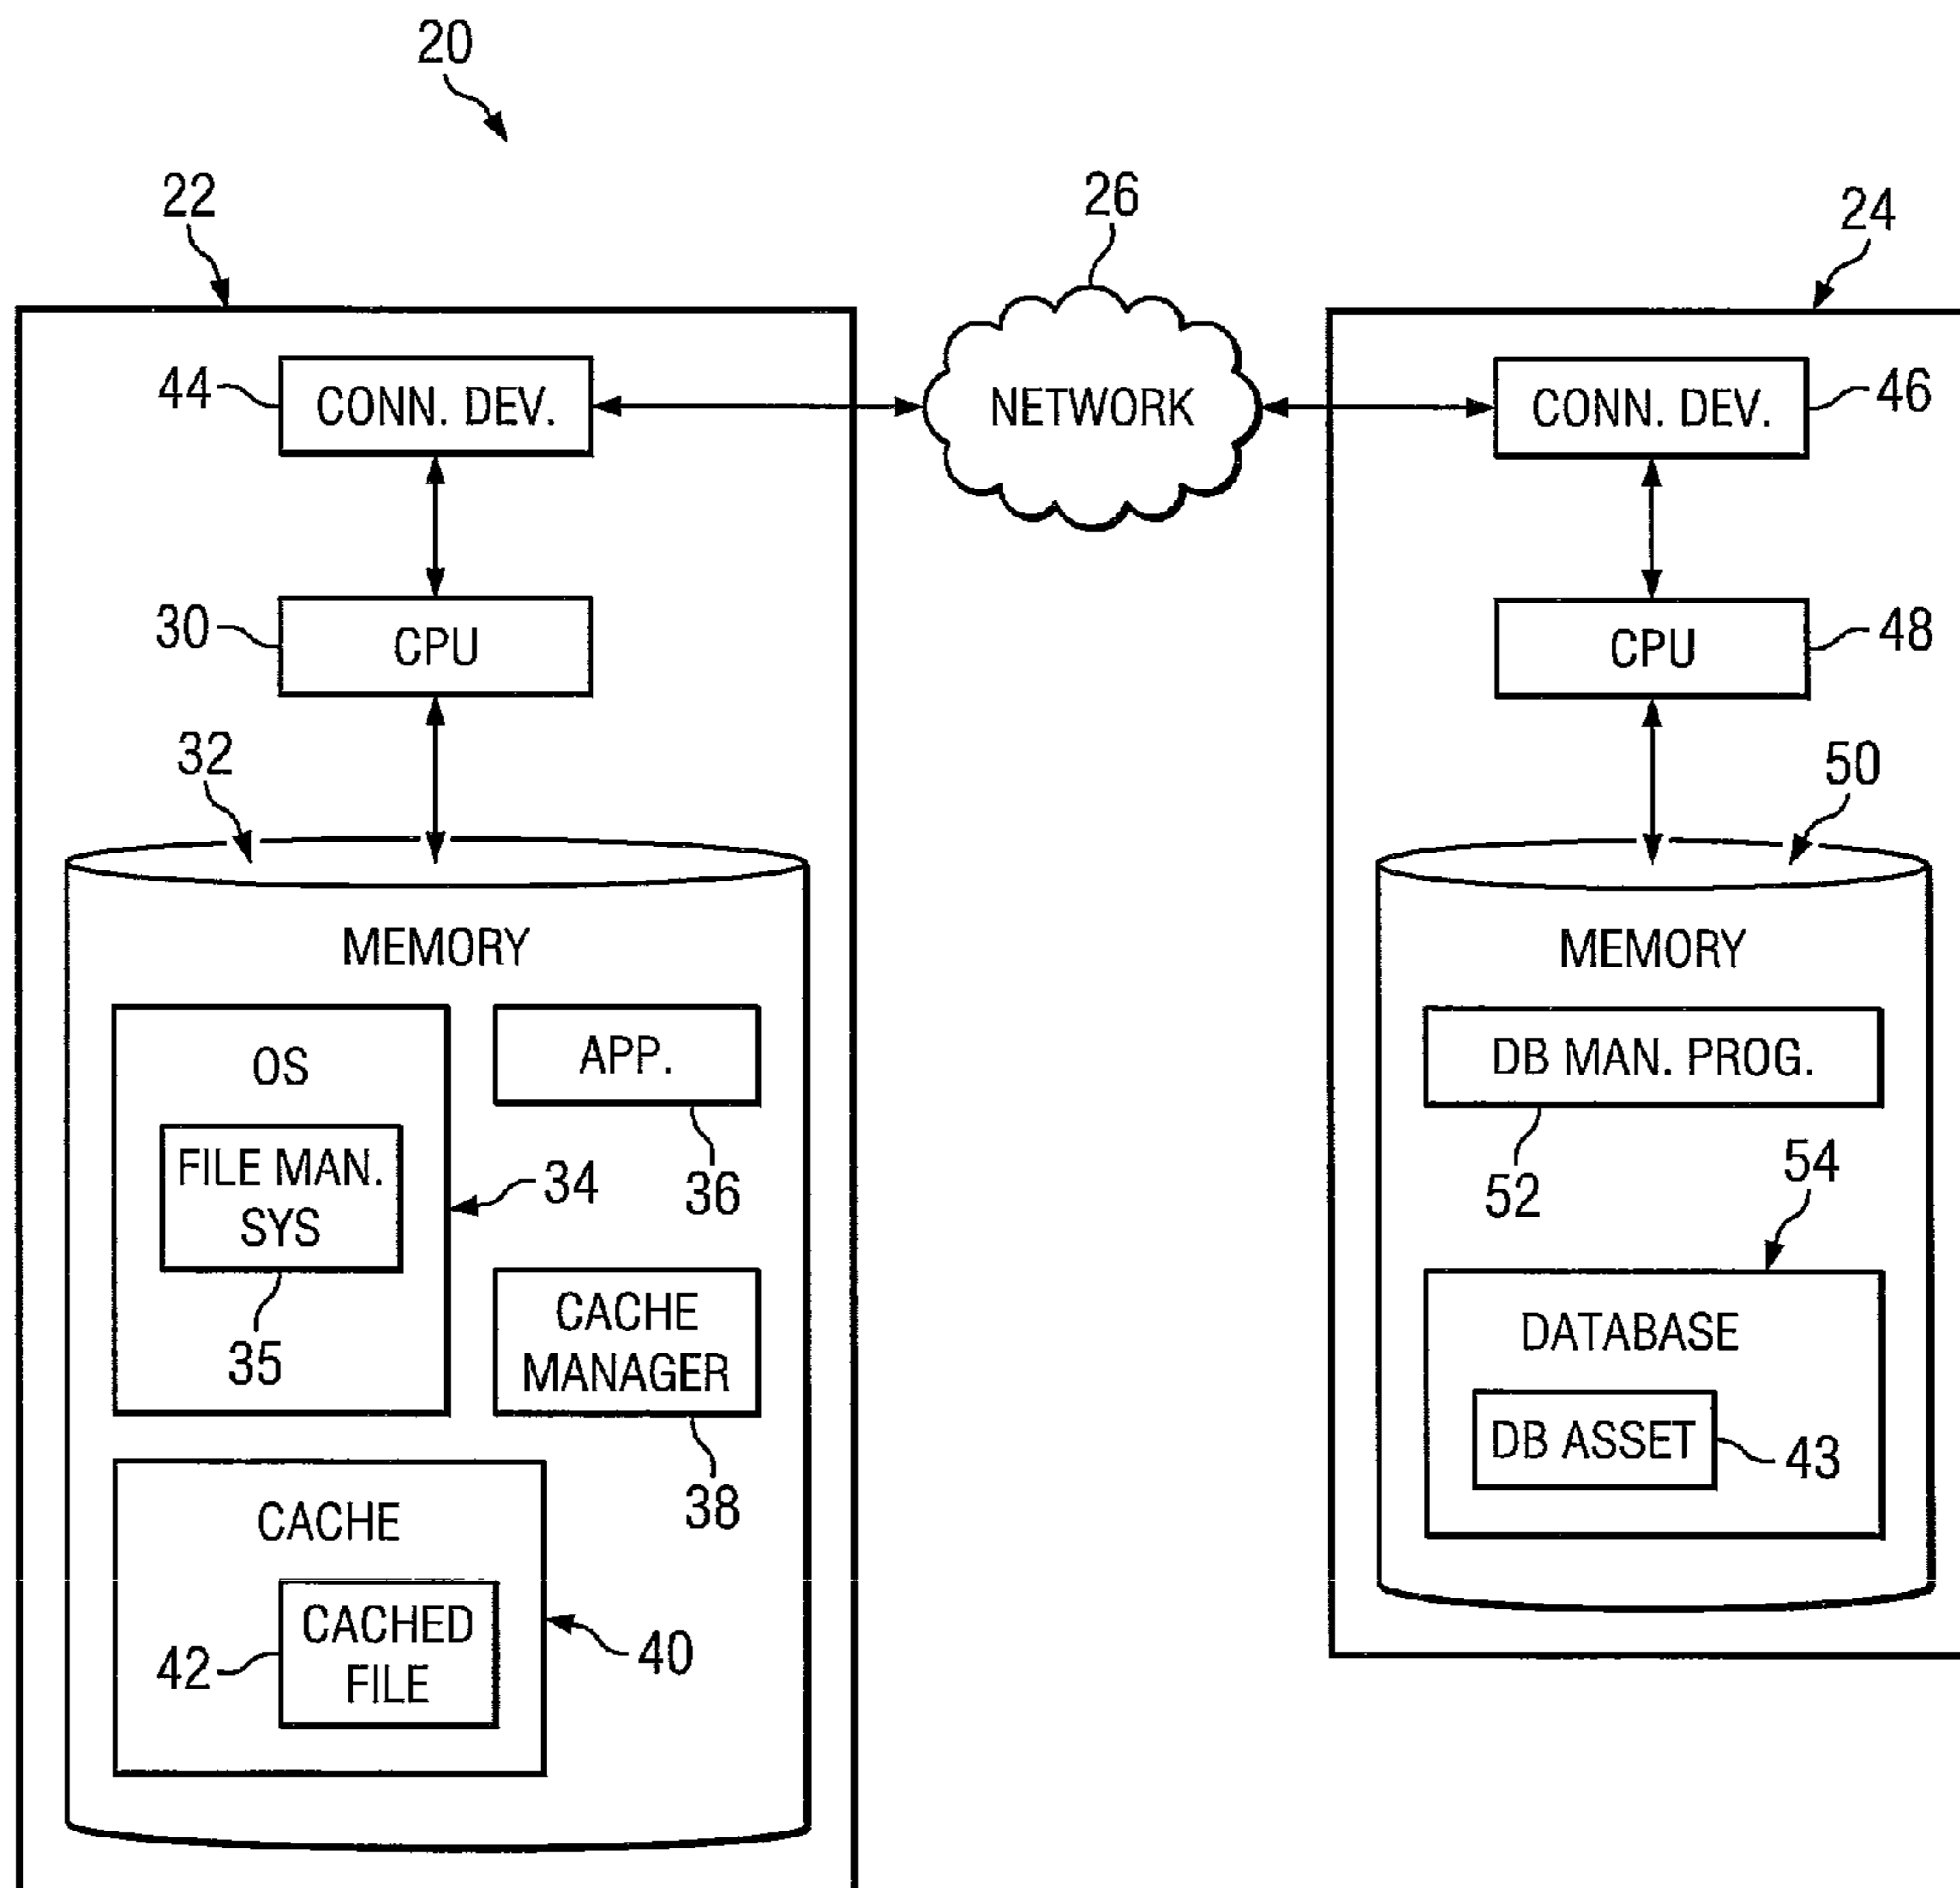 20
22
26
24
44
CONN. DEV.
NETWORK
CONN. DEV.
46
30
CPU
CPU
48
32
50
MEMORY
MEMORY
OS
APP.
DB MAN. PROG.
FILE MAN.
SYS
34
36
52
54
35
CACHE
MANAGER
DATABASE
38
DB ASSET
43
CACHE
CACHED
FILE
42
40